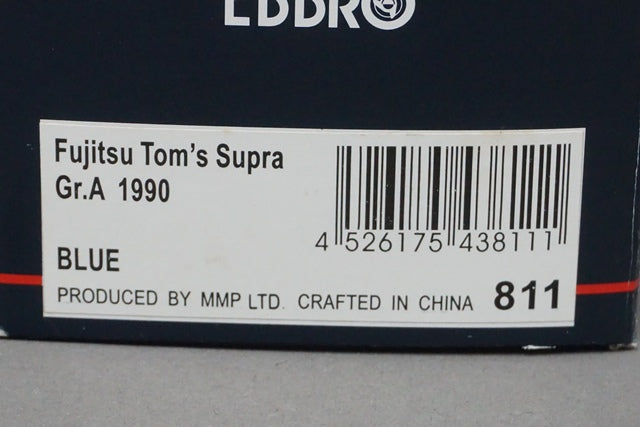 EBBRO
Fujitsu Tom's Supra
Gr.A 1990
BLUE
4 526175 438111
PRODUCED BY MMP LTD. CRAFTED IN CHINA 811